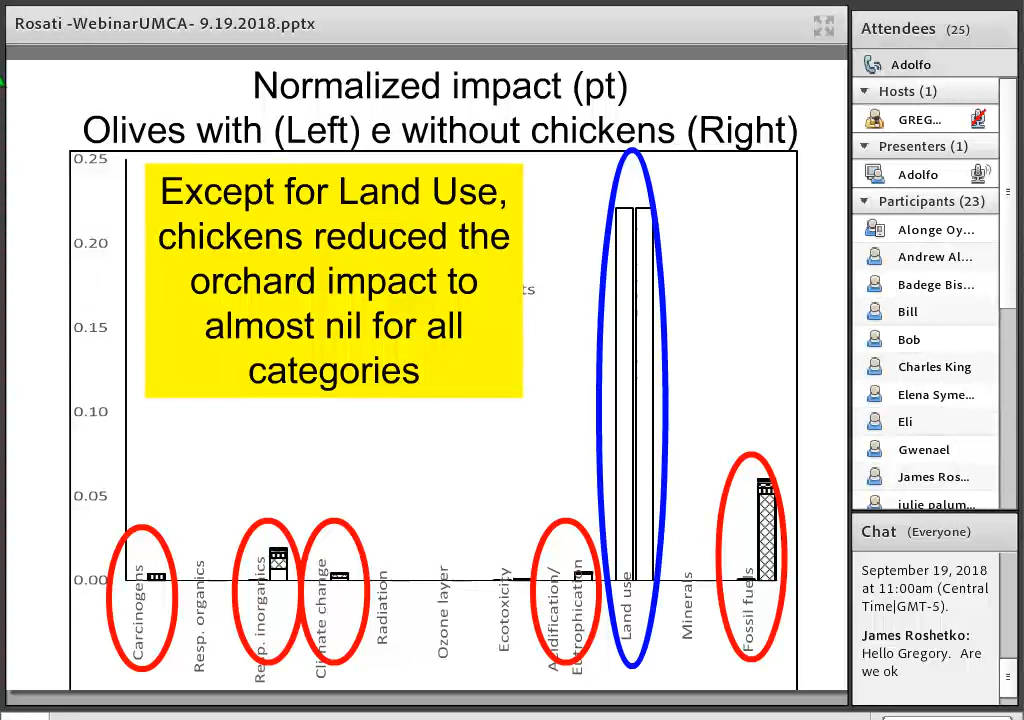 Rosati -WebinarUMCA- 9.19.2018.pptx
Normalized impact (pt)
Olives with (Left) e without chickens (Right)
0.25
0.20
0.15
0.10
0.05
0.00
Except for Land Use,
chickens reduced the
orchard impact to
almost nil for all
categories
ts
Carcinogens
Resp. organics
Resp. inorganics
Climate change
Radiation
Ozone layer
Ecotoxicity
Acidification/
Eutrophication
Land use
Minerals
Fossil fuels
Attendees (25)
Adolfo
Hosts (1)
GREG...
Presenters (1)
Adolfo
Participants (23)
Alonge Oy...
Andrew Al...
Badege Bis...
Bill
Bob
Charles King
Elena Syme...
Eli
Gwenael
James Ros...
julie palum...
Chat (Everyone)
September 19, 2018
at 11:00am (Central
Time|GMT-5).
James Roshetko:
Hello Gregory. Are
we ok